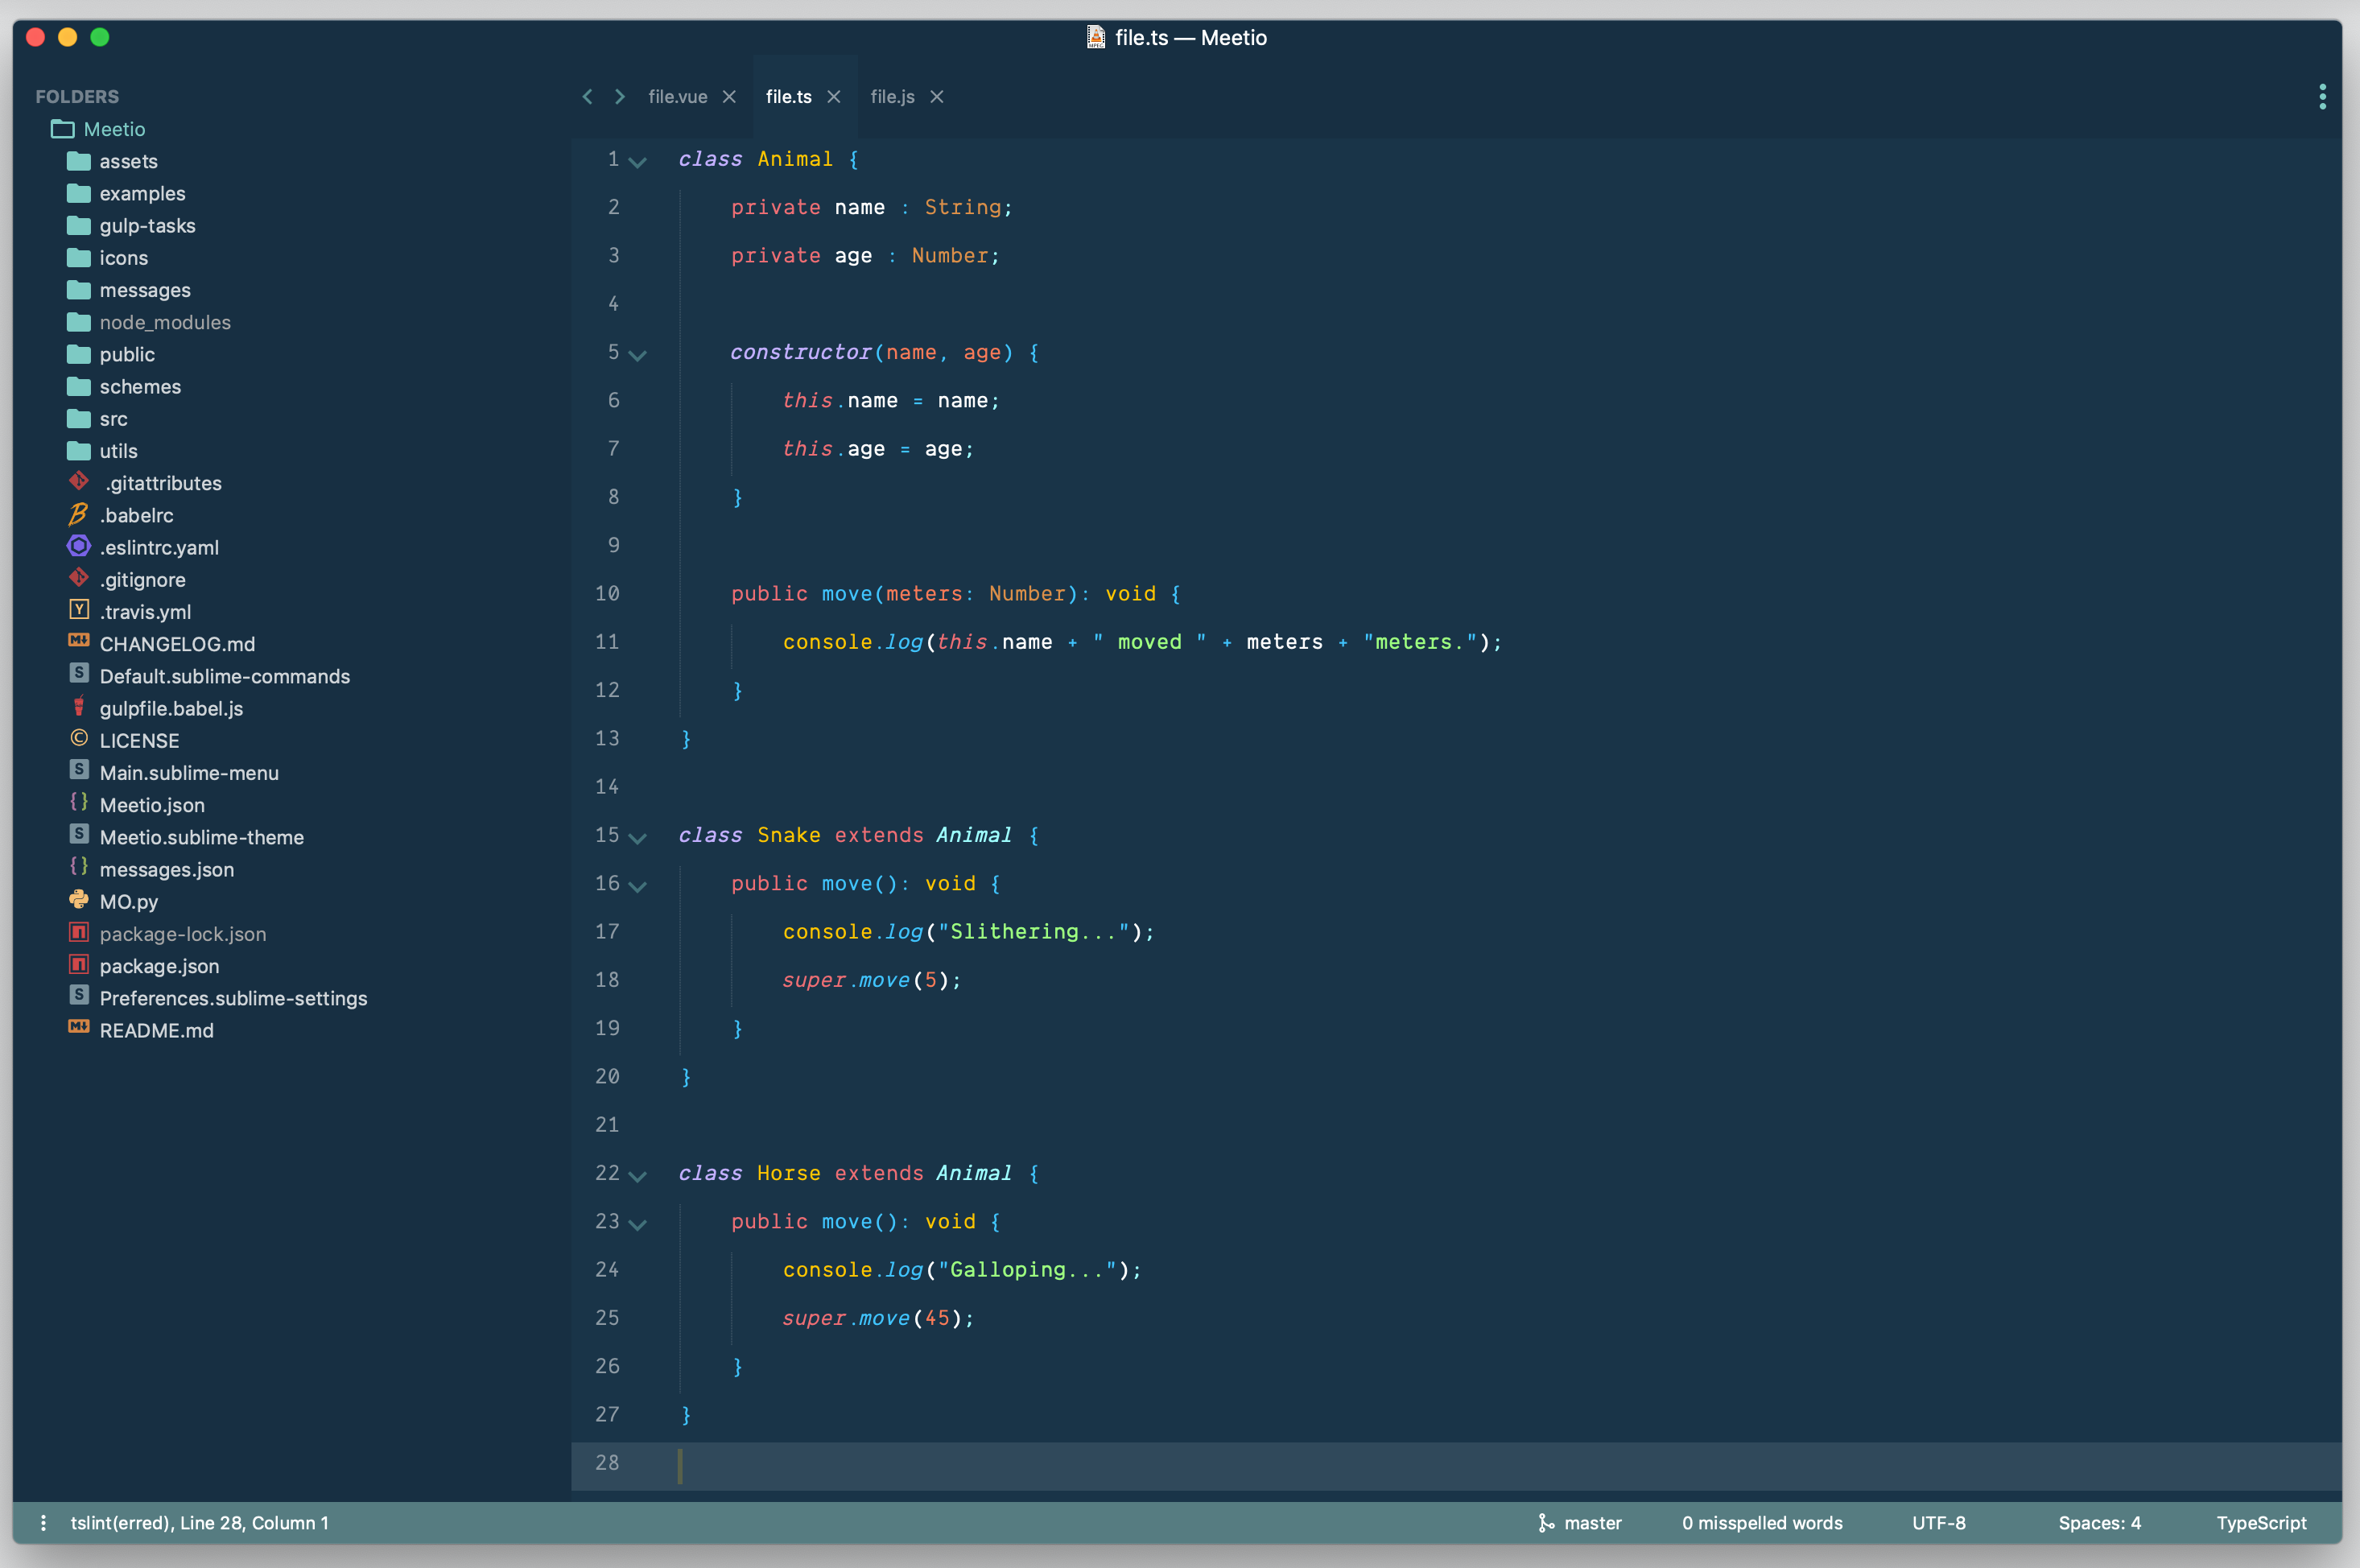 file.ts — Meetio
FOLDERS
Meetio
assets
examples
gulp-tasks
icons
messages
node_modules
public
schemes
src
utils
.gitattributes
.babelrc
.eslintrc.yaml
.gitignore
.travis.yml
CHANGELOG.md
Default.sublime-commands
gulpfile.babel.js
LICENSE
Main.sublime-menu
Meetio.json
Meetio.sublime-theme
messages.json
MO.py
package-lock.json
package.json
Preferences.sublime-settings
README.md
file.vue file.ts file.js
1 class Animal {
2 private name : String;
3 private age : Number;
4
5 constructor(name, age) {
6 this.name = name;
7 this.age = age;
8 }
9
10 public move(meters: Number): void {
11 console.log(this.name + " moved " + meters + "meters.");
12 }
13 }
14
15 class Snake extends Animal {
16 public move(): void {
17 console.log("Slithering...");
18 super.move(5);
19 }
20 }
21
22 class Horse extends Animal {
23 public move(): void {
24 console.log("Galloping...");
25 super.move(45);
26 }
27 }
28
tslint(erred), Line 28, Column 1 master 0 misspelled words UTF-8 Spaces: 4 TypeScript